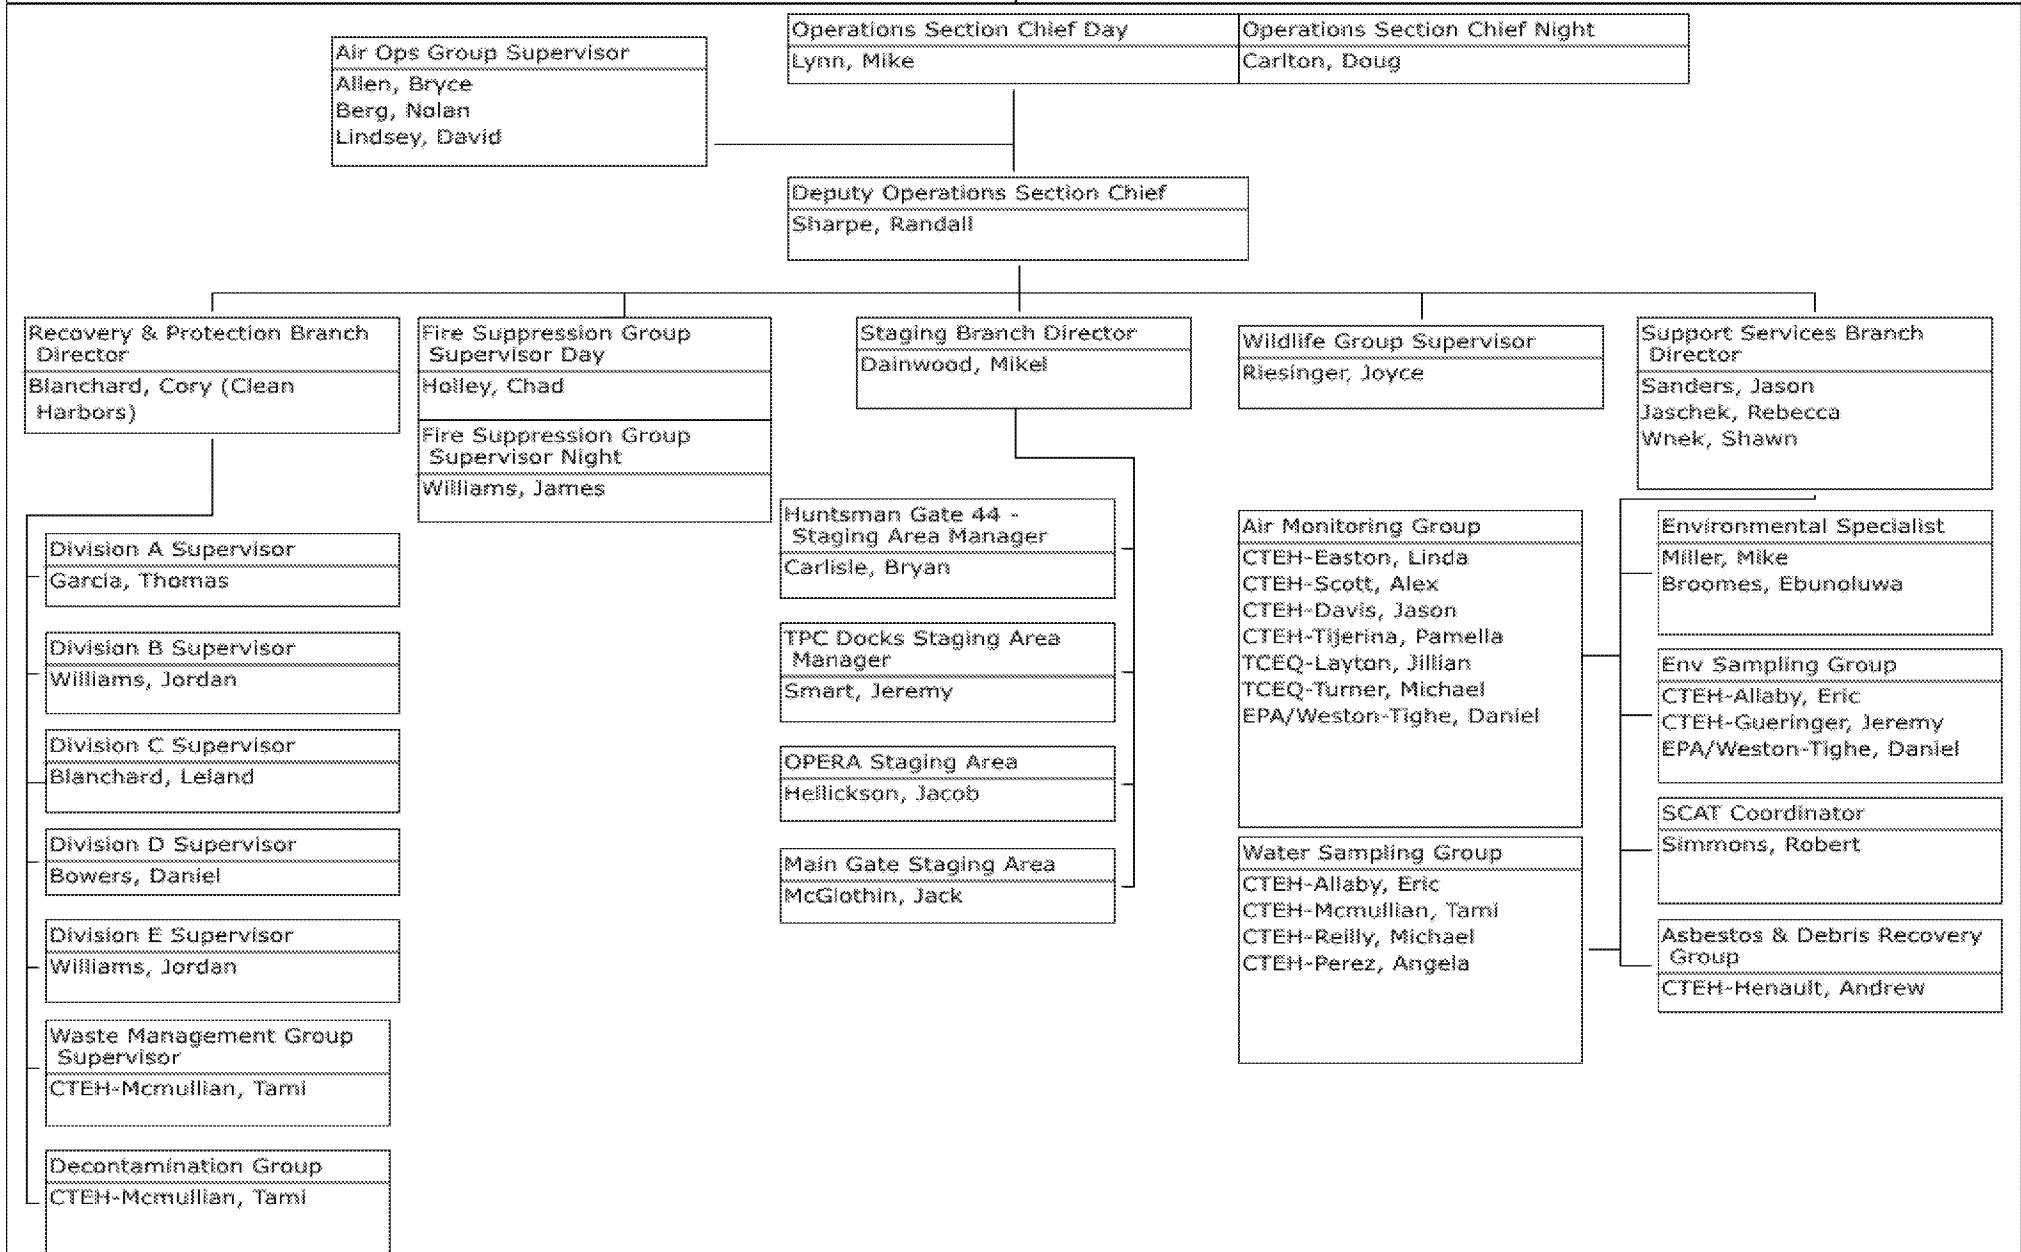 Operations Section Chief Day
Lynn, Mike
Operations Section Chief Night
Carlton, Doug
Air Ops Group Supervisor
Allen, Bryce
Berg, Nolan
Lindsey, David
Deputy Operations Section Chief
Sharpe, Randall
Recovery & Protection Branch
Director
Blanchard, Cory (Clean
Harbors)
Fire Suppression Group
Supervisor Day
Holley, Chad
Fire Suppression Group
Supervisor Night
Williams, James
Staging Branch Director
Dainwood, Mikel
Wildlife Group Supervisor
Riesinger, Joyce
Support Services Branch
Director
Sanders, Jason
Jaschek, Rebecca
Wnek, Shawn
Division A Supervisor
Garcia, Thomas
Division B Supervisor
Williams, Jordan
Division C Supervisor
Blanchard, Leland
Division D Supervisor
Bowers, Daniel
Division E Supervisor
Williams, Jordan
Waste Management Group
Supervisor
CTEH-Mcmullian, Tami
Decontamination Group
CTEH-Mcmullian, Tami
Huntsman Gate 44 -
Staging Area Manager
Carlisle, Bryan
TPC Docks Staging Area
Manager
Smart, Jeremy
OPERA Staging Area
Hellickson, Jacob
Main Gate Staging Area
McGlothin, Jack
Air Monitoring Group
CTEH-Easton, Linda
CTEH-Scott, Alex
CTEH-Davis, Jason
CTEH-Tijerina, Pamella
TCEQ-Layton, Jillian
TCEQ-Turner, Michael
EPA/Weston-Tighe, Daniel
Water Sampling Group
CTEH-Allaby, Eric
CTEH-Mcmullian, Tami
CTEH-Reilly, Michael
CTEH-Perez, Angela
Environmental Specialist
Miller, Mike
Broomes, Ebunoluwa
Env Sampling Group
CTEH-Allaby, Eric
CTEH-Gueringer, Jeremy
EPA/Weston-Tighe, Daniel
SCAT Coordinator
Simmons, Robert
Asbestos & Debris Recovery
Group
CTEH-Henault, Andrew